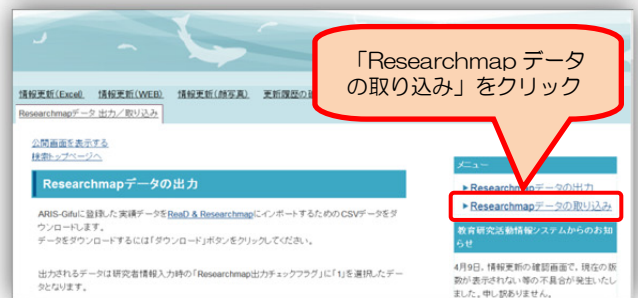 「Researchmap データ
の取り込み」をクリック
情報更新(Excel) 情報更新(WEB) 情報更新(顔写真) 更新履歴の
Researchmapデータ 出力／取り込み
公開画面を表示する
検索トップページへ
Researchmapデータの出力
ARIS-Gifuに登録した実績データをReaD & Researchmapにインポートするための CSVデータをダ
ウンロードします。
データをダウンロードするには「ダウンロード」ボタンをクリックしてください。
出力されるデータは研究者情報入力時の「Researchmap出力チェックフラグ」に「1」を選択したデー
タとなります。
メニュー
▶Researchmapデータの出力
▶Researchmapデータの取り込み
教育研究活動情報システムからのお知
らせ
4月9日、情報更新の確認画面で、現在の版
数が表示されない等の不具合が発生いたし
ました。申し訳ありません。